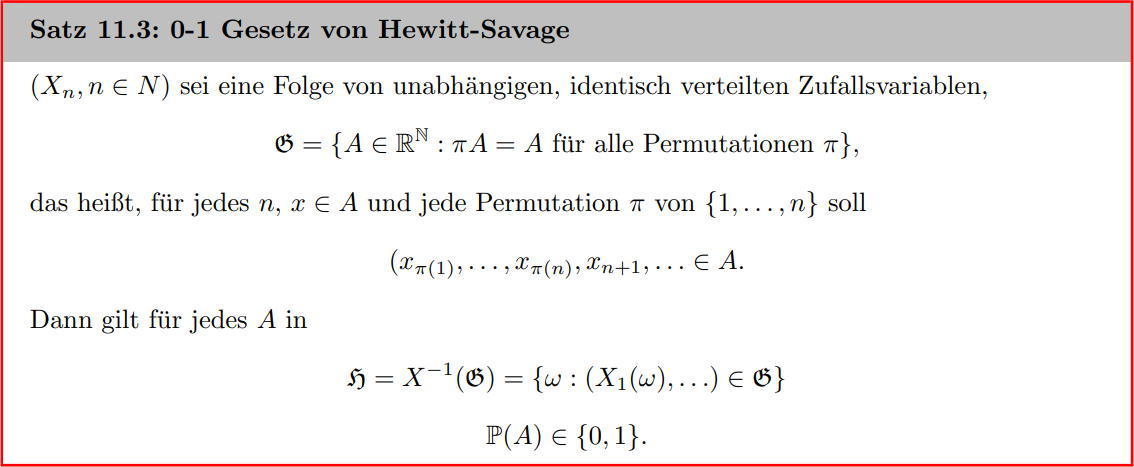 Satz 11.3: 0-1 Gesetz von Hewitt-Savage
(Xₙ, n ∈ N) sei eine Folge von unabhängigen, identisch verteilten Zufallsvariablen,
𝔊 = {A ∈ ℝ^ℕ : πA = A für alle Permutationen π},
das heißt, für jedes n, x ∈ A und jede Permutation π von {1, . . . , n} soll
(x_{π(1)}, . . . , x_{π(n)}, x_{n+1}, . . . ∈ A.
Dann gilt für jedes A in
ℌ = X⁻¹(𝔊) = {ω : (X₁(ω), . . .) ∈ 𝔊}
ℙ(A) ∈ {0, 1}.